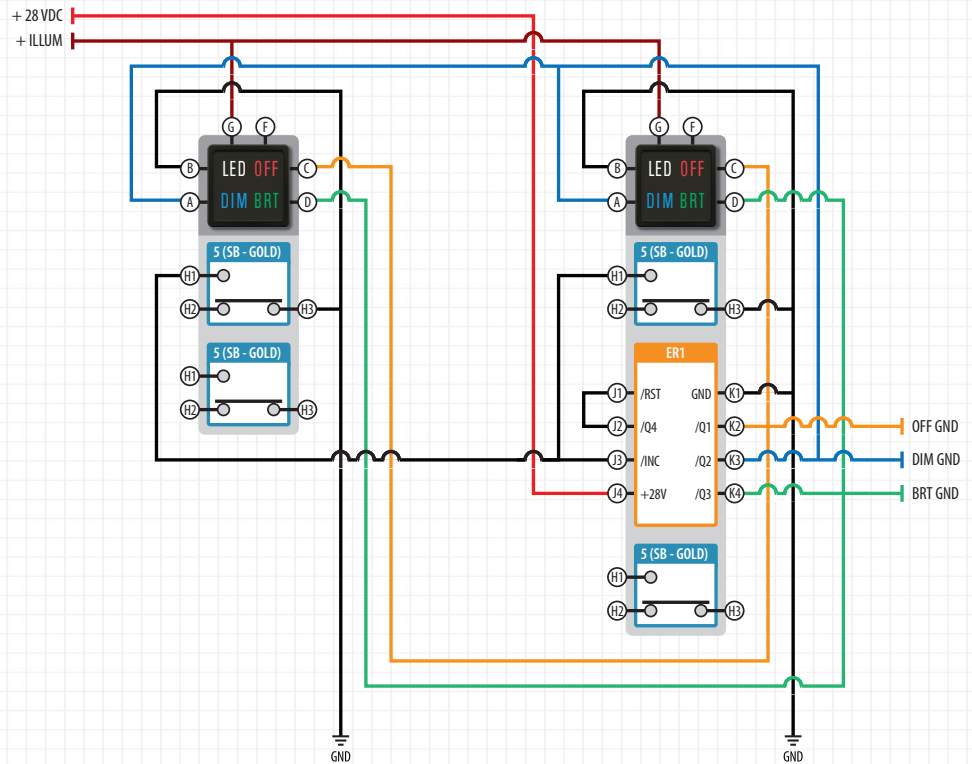 + 28 VDC
+ ILLUM
G F
G F
B LED OFF C
A DIM BRT D
B LED OFF C
A DIM BRT D
5 (SB - GOLD)
H1
H2 H3
5 (SB - GOLD)
H1
H2 H3
5 (SB - GOLD)
H1
H2 H3
ER1
J1 /RST GND K1
J2 /Q4 /Q1 K2
J3 /INC /Q2 K3
J4 +28V /Q3 K4
OFF GND
DIM GND
BRT GND
5 (SB - GOLD)
H1
H2 H3
GND
GND